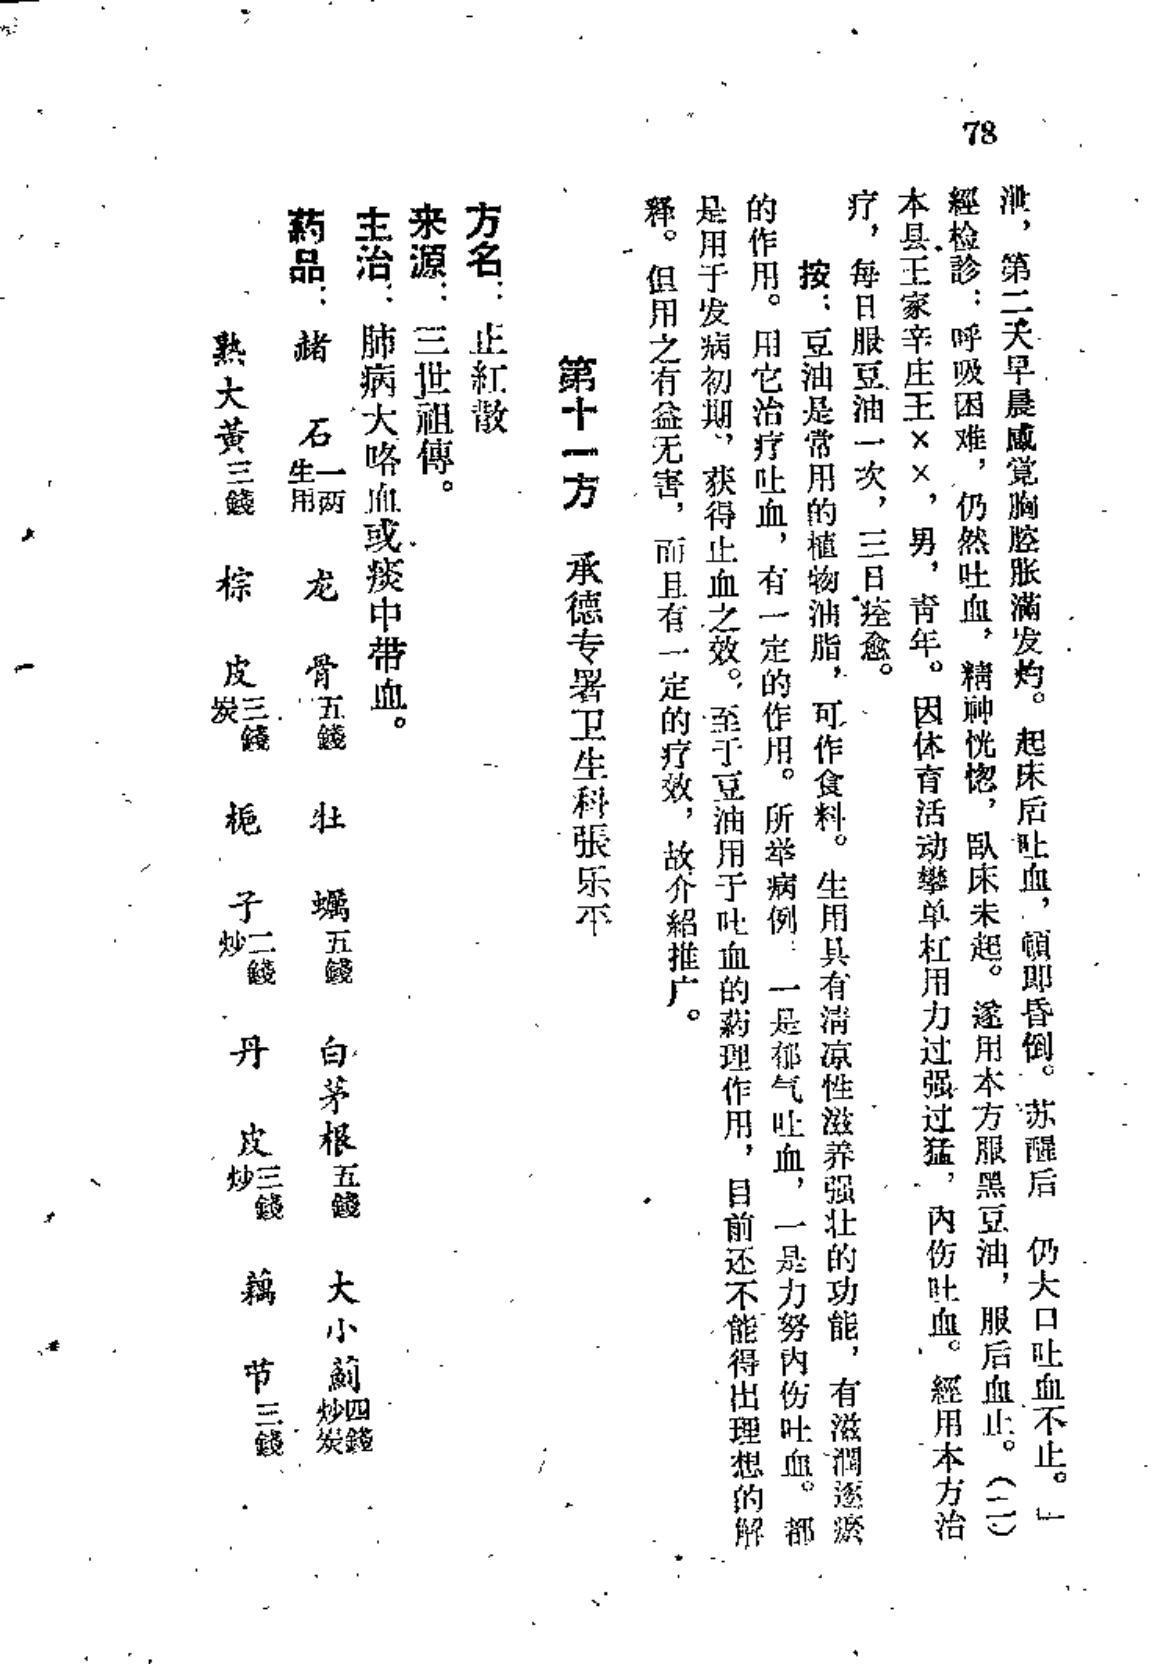 78
泄，第二天早晨感覚胸腔胀滿发灼。起床后吐血，頓即昏倒。苏醒后 仍大口吐血不止。」
經检診：呼吸困难，仍然吐血，精神恍惚，臥床未起。遂用本方服黑豆油，服后血止。（二）
本县王家辛庄王××，男，青年。因体育活动攀单杠用力过强过猛，内伤吐血。經用本方治
疗，每日服豆油一次，三日痊愈。
按：豆油是常用的植物油脂，可作食料。生用具有清凉性滋养强壮的功能，有滋潤逐瘀
的作用。用它治疗吐血，有一定的作用。所举病例：一是郁气吐血，一是力努内伤吐血。都
是用于发病初期，获得止血之效。至于豆油用于吐血的药理作用，目前还不能得出理想的解
释。但用之有益无害，而且有一定的疗效，故介紹推广。
第十一方 承德专署卫生科張乐平
方名：止紅散
来源：三世祖傳。
主治：肺病大咯血或痰中带血。
葯品：赭石一两生用 龙骨五錢 牡蠣五錢 白茅根五錢 大小薊四錢炒炭
熟大黃三錢 棕皮三錢炭 梔子二錢炒 丹皮三錢炒 藕节三錢